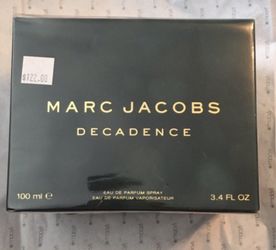 $122.00
MARC JACOBS
DECADENCE
EAU DE PARFUM SPRAY
100 ml ℮ EAU DE PARFUM VAPORISATEUR 3.4 FL OZ